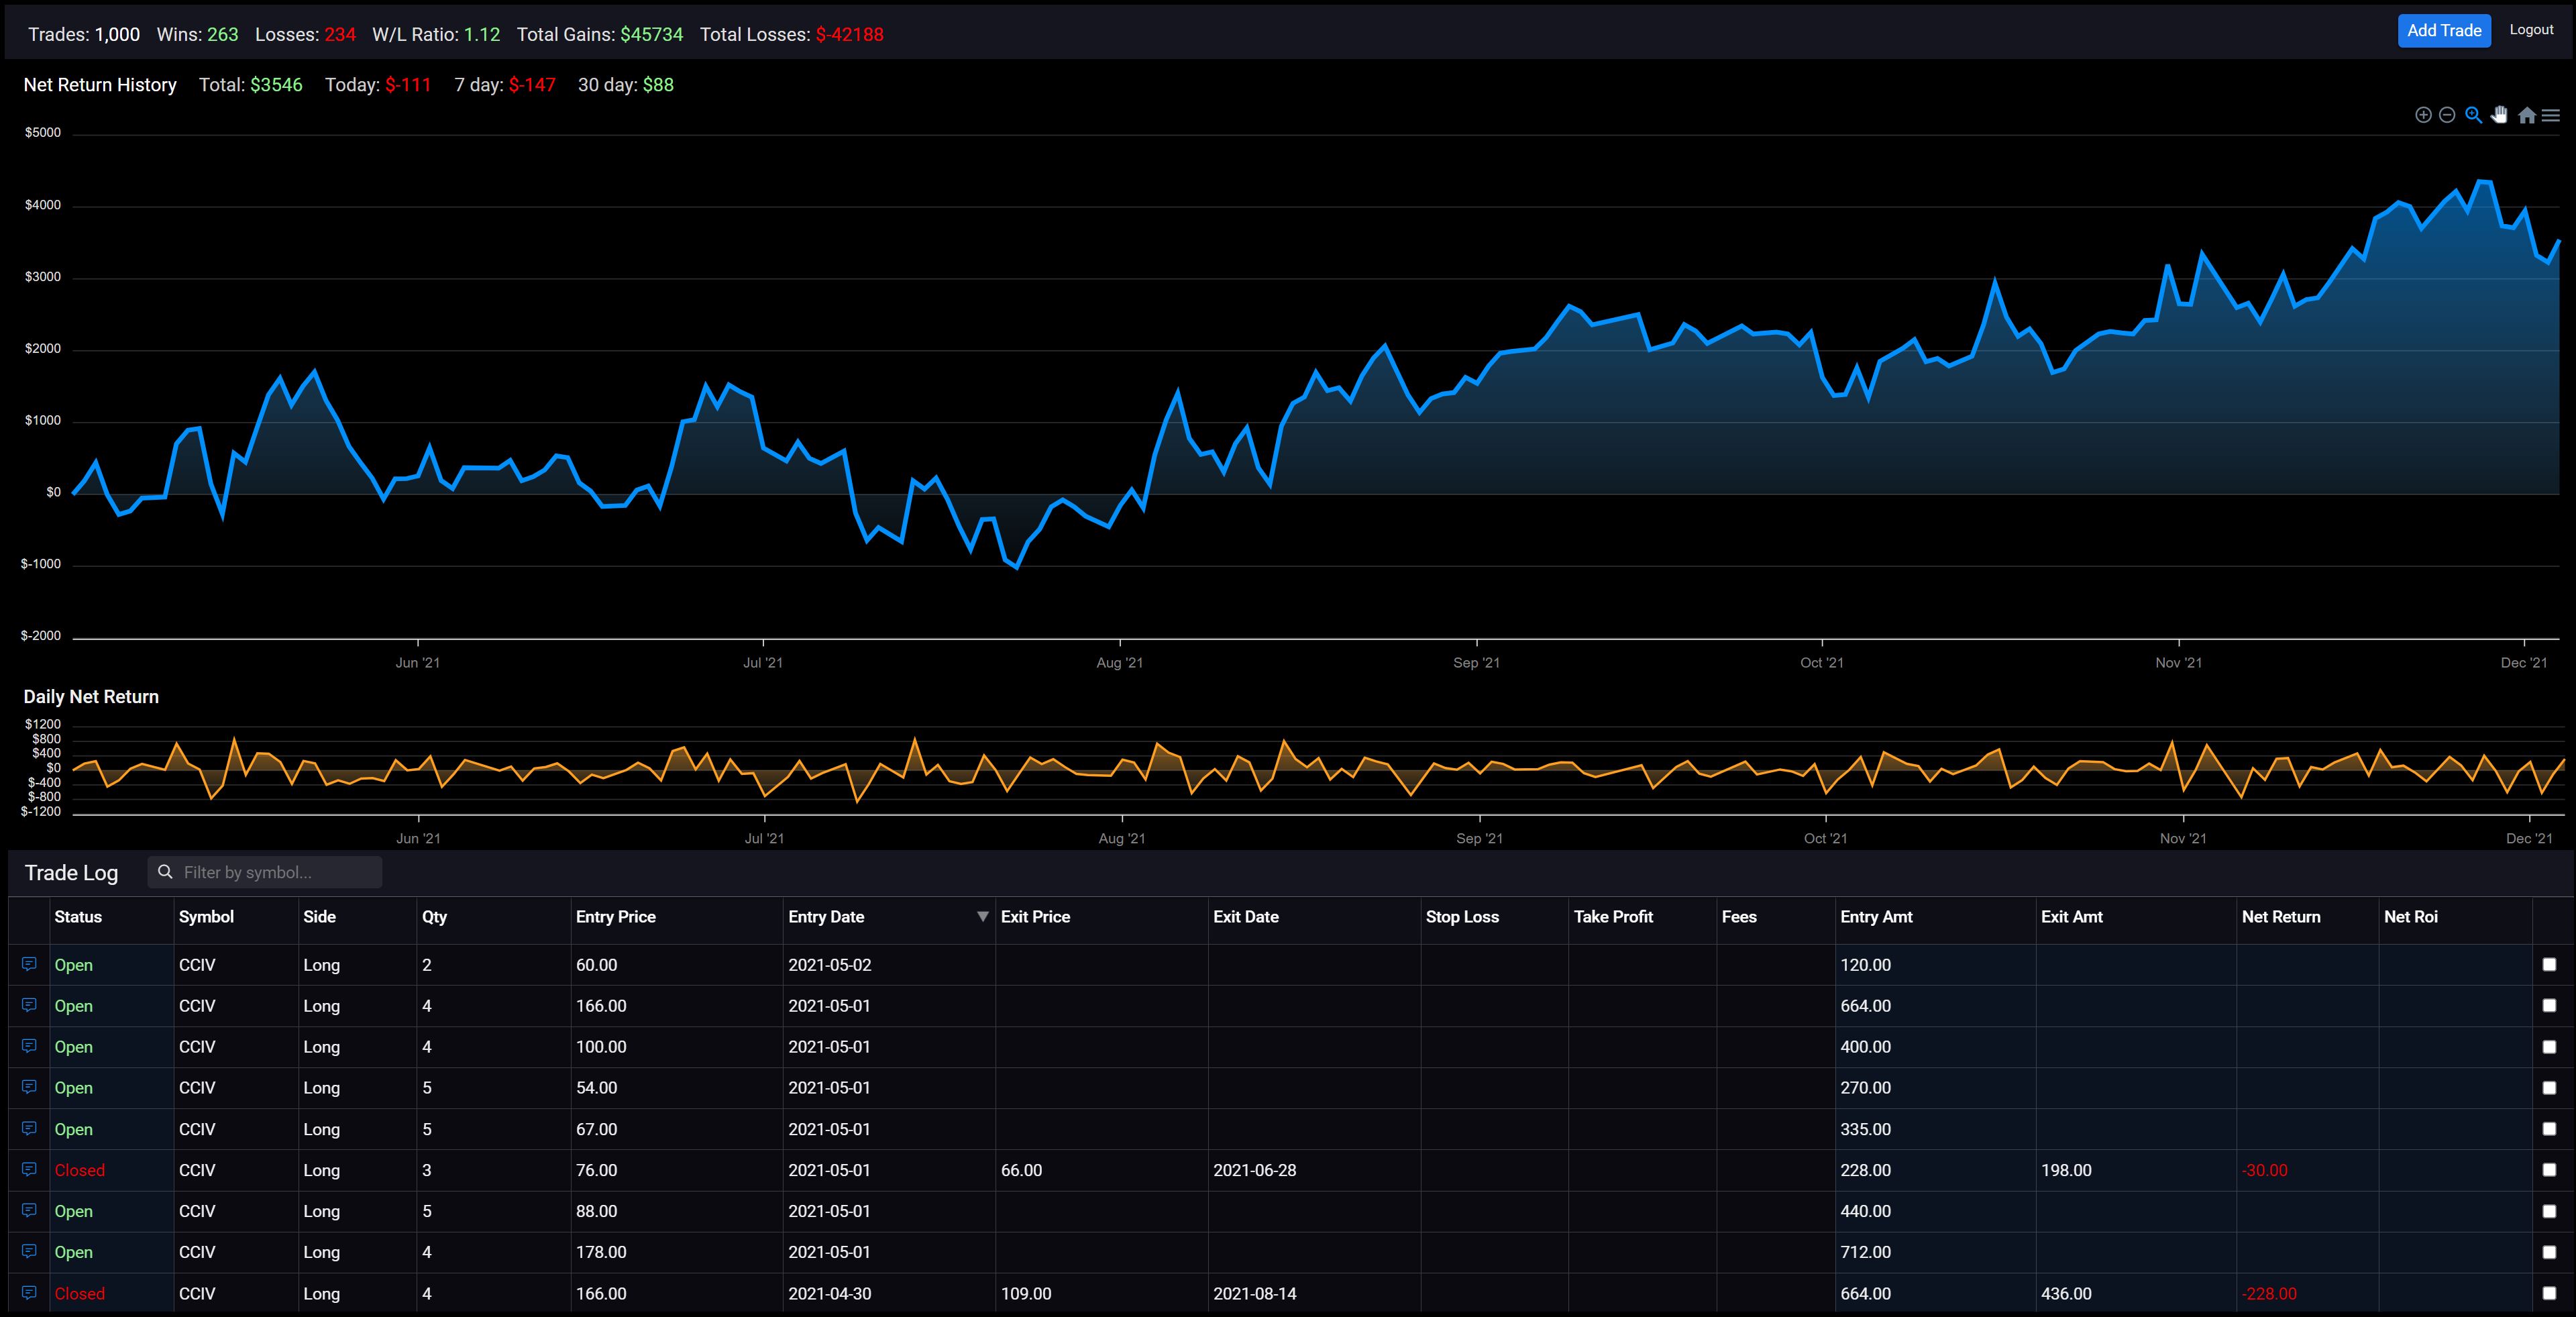 Trades: 1,000 Wins: 263 Losses: 234 W/L Ratio: 1.12 Total Gains: $45734 Total Losses: $-42188 Add Trade Logout
Net Return History Total: $3546 Today: $-111 7 day: $-147 30 day: $88
$5000
$4000
$3000
$2000
$1000
$0
$-1000
$-2000
Jun '21 Jul '21 Aug '21 Sep '21 Oct '21 Nov '21 Dec '21
Daily Net Return
$1200
$800
$400
$0
$-400
$-800
$-1200
Jun '21 Jul '21 Aug '21 Sep '21 Oct '21 Nov '21 Dec '21
Trade Log Filter by symbol...
Status Symbol Side Qty Entry Price Entry Date Exit Price Exit Date Stop Loss Take Profit Fees Entry Amt Exit Amt Net Return Net Roi
Open CCIV Long 2 60.00 2021-05-02 120.00
Open CCIV Long 4 166.00 2021-05-01 664.00
Open CCIV Long 4 100.00 2021-05-01 400.00
Open CCIV Long 5 54.00 2021-05-01 270.00
Open CCIV Long 5 67.00 2021-05-01 335.00
Closed CCIV Long 3 76.00 2021-05-01 66.00 2021-06-28 228.00 198.00 -30.00
Open CCIV Long 5 88.00 2021-05-01 440.00
Open CCIV Long 4 178.00 2021-05-01 712.00
Closed CCIV Long 4 166.00 2021-04-30 109.00 2021-08-14 664.00 436.00 -228.00